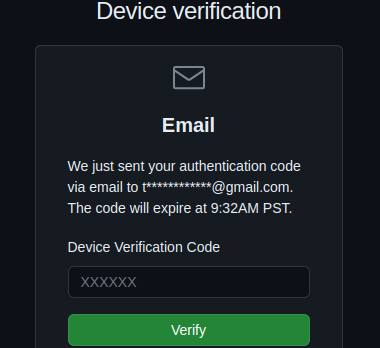 Device verification
Email
We just sent your authentication code
via email to t************@gmail.com.
The code will expire at 9:32AM PST.
Device Verification Code
XXXXXX
Verify